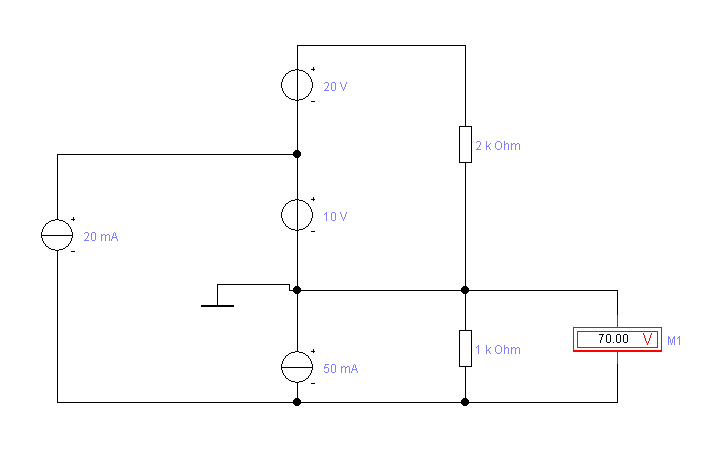 +
20 V
-
2 k Ohm
+
10 V
-
+
20 mA
-
70.00 V
M1
1 k Ohm
+
50 mA
-